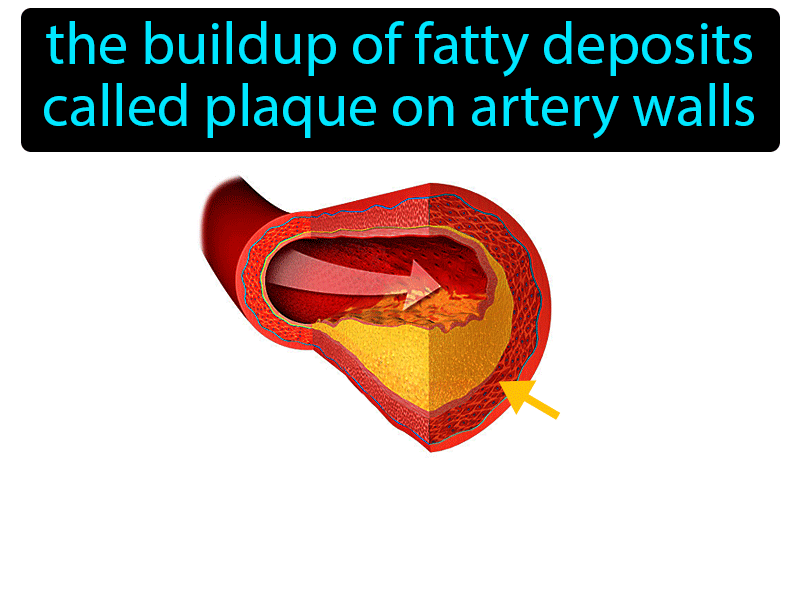 the buildup of fatty deposits
called plaque on artery walls